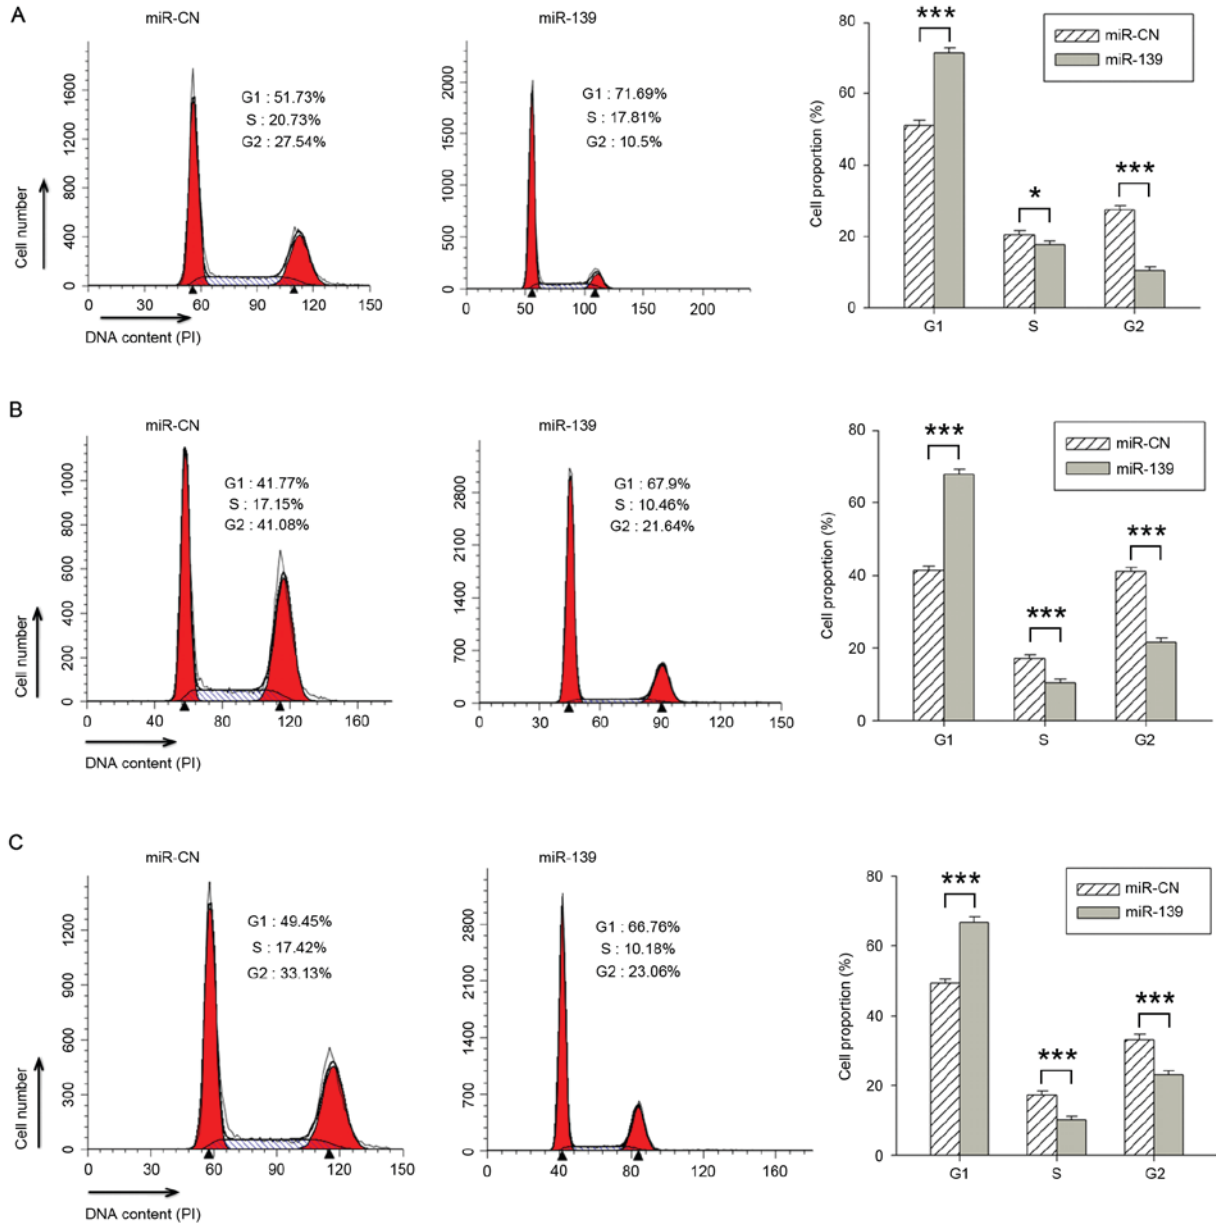 A
miR-CN
miR-139
G1 : 51.73%
S : 20.73%
G2 : 27.54%
Cell number
1600
1200
800
400
0
0 30 60 90 120 150
DNA content (PI)
G1 : 71.69%
S : 17.81%
G2 : 10.5%
2000
1500
1000
500
0
0 50 100 150 200
Cell proportion (%)
80
60
40
20
0
***
*
***
miR-CN
miR-139
G1 S G2
B
miR-CN
miR-139
G1 : 41.77%
S : 17.15%
G2 : 41.08%
Cell number
1000
800
600
400
200
0
0 40 80 120 160
DNA content (PI)
G1 : 67.9%
S : 10.46%
G2 : 21.64%
2800
2100
1400
700
0
0 30 60 90 120 150
Cell proportion (%)
80
60
40
20
0
***
***
***
miR-CN
miR-139
G1 S G2
C
miR-CN
miR-139
G1 : 49.45%
S : 17.42%
G2 : 33.13%
Cell number
1200
900
600
300
0
0 30 60 90 120 150
DNA content (PI)
G1 : 66.76%
S : 10.18%
G2 : 23.06%
2800
2100
1400
700
0
0 40 80 120 160
Cell proportion (%)
80
60
40
20
0
***
***
***
miR-CN
miR-139
G1 S G2